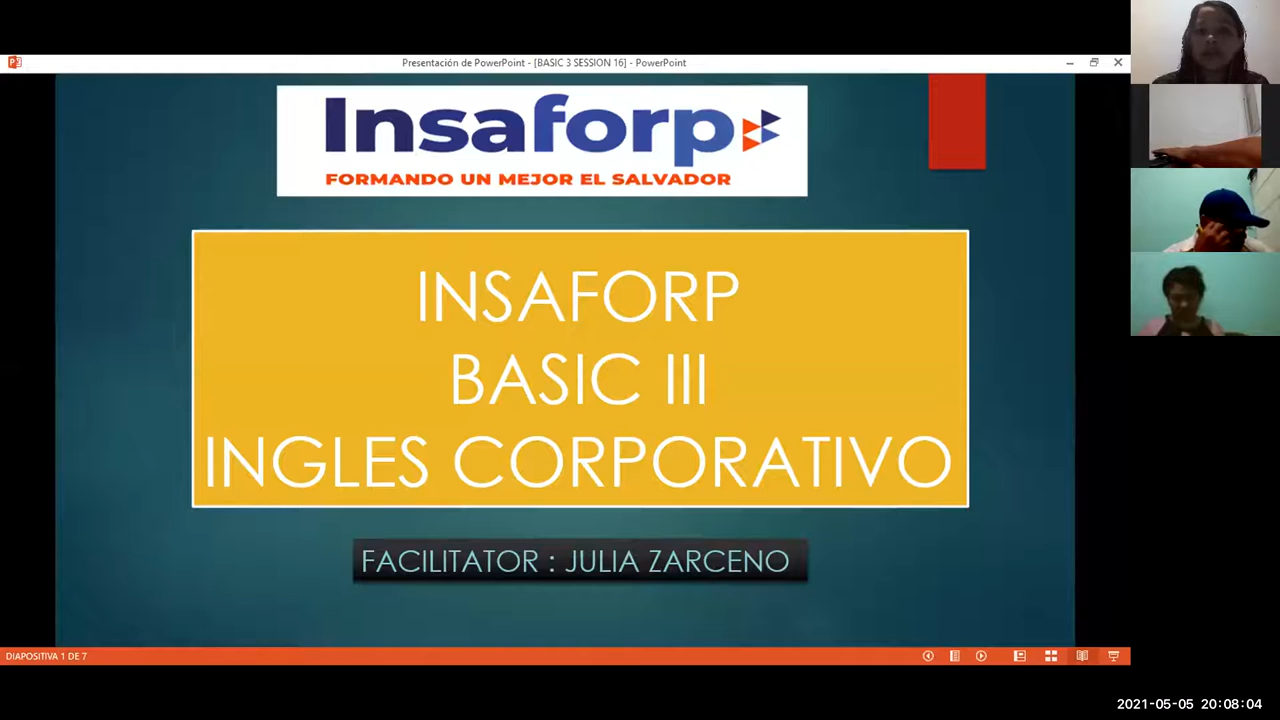 Presentación de PowerPoint - [BASIC 3 SESSION 16] - PowerPoint
Insaforp
FORMANDO UN MEJOR EL SALVADOR
INSAFORP
BASIC III
INGLES CORPORATIVO
FACILITATOR : JULIA ZARCENO
DIAPOSITIVA 1 DE 7
2021-05-05 20:08:04